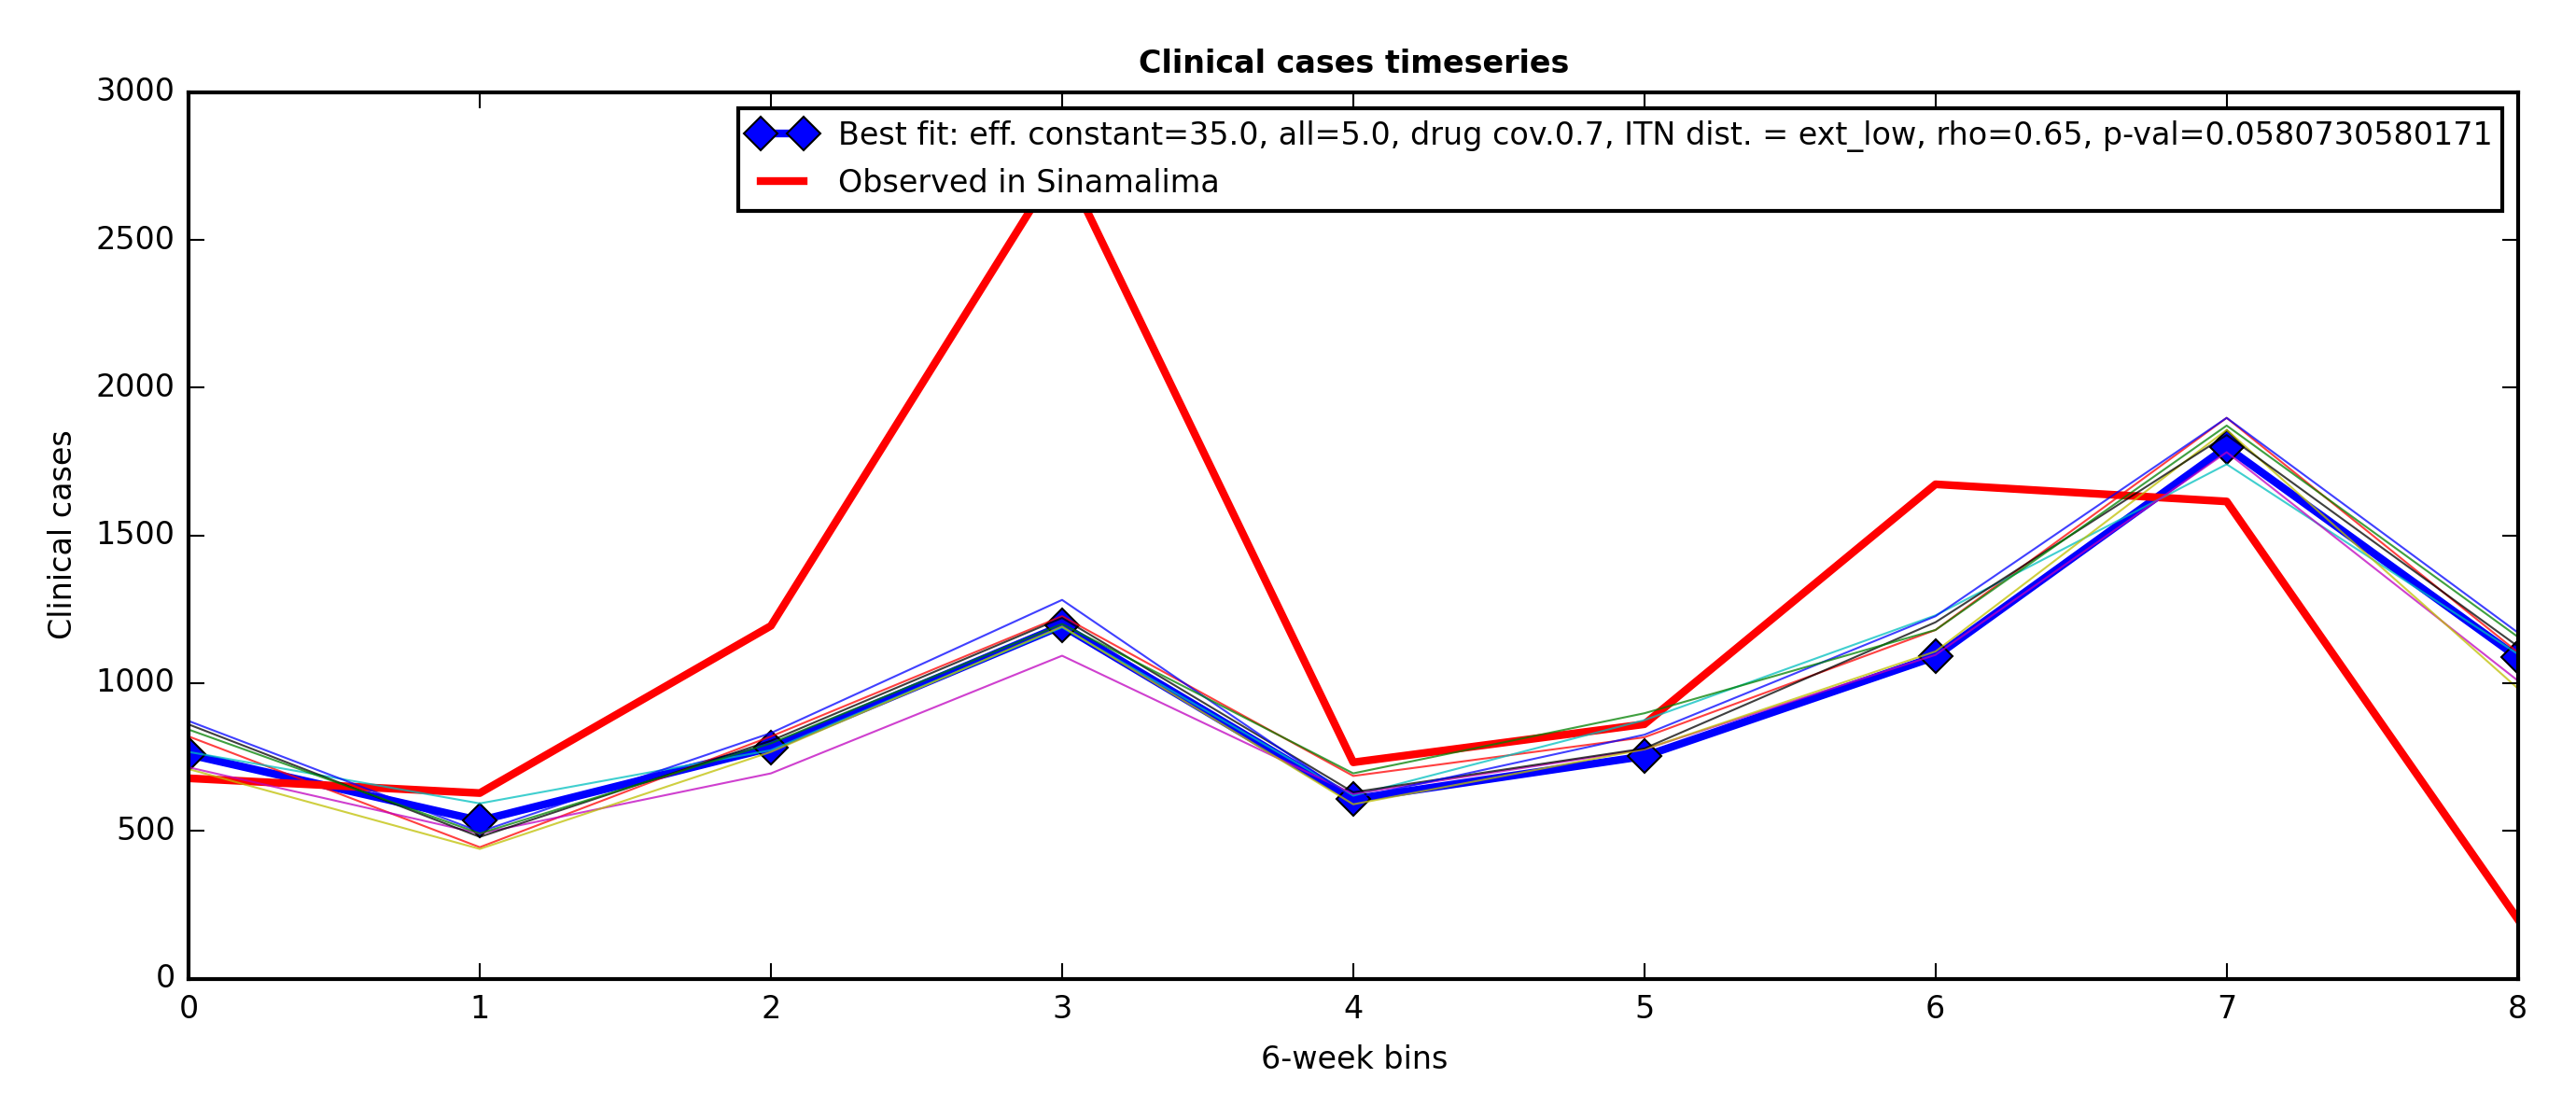 Clinical cases timeseries
3000
2500
2000
1500
1000
500
0
Clinical cases
Best fit: eff. constant=35.0, all=5.0, drug cov.0.7, ITN dist. = ext_low, rho=0.65, p-val=0.0580730580171
Observed in Sinamalima
0 1 2 3 4 5 6 7 8
6-week bins